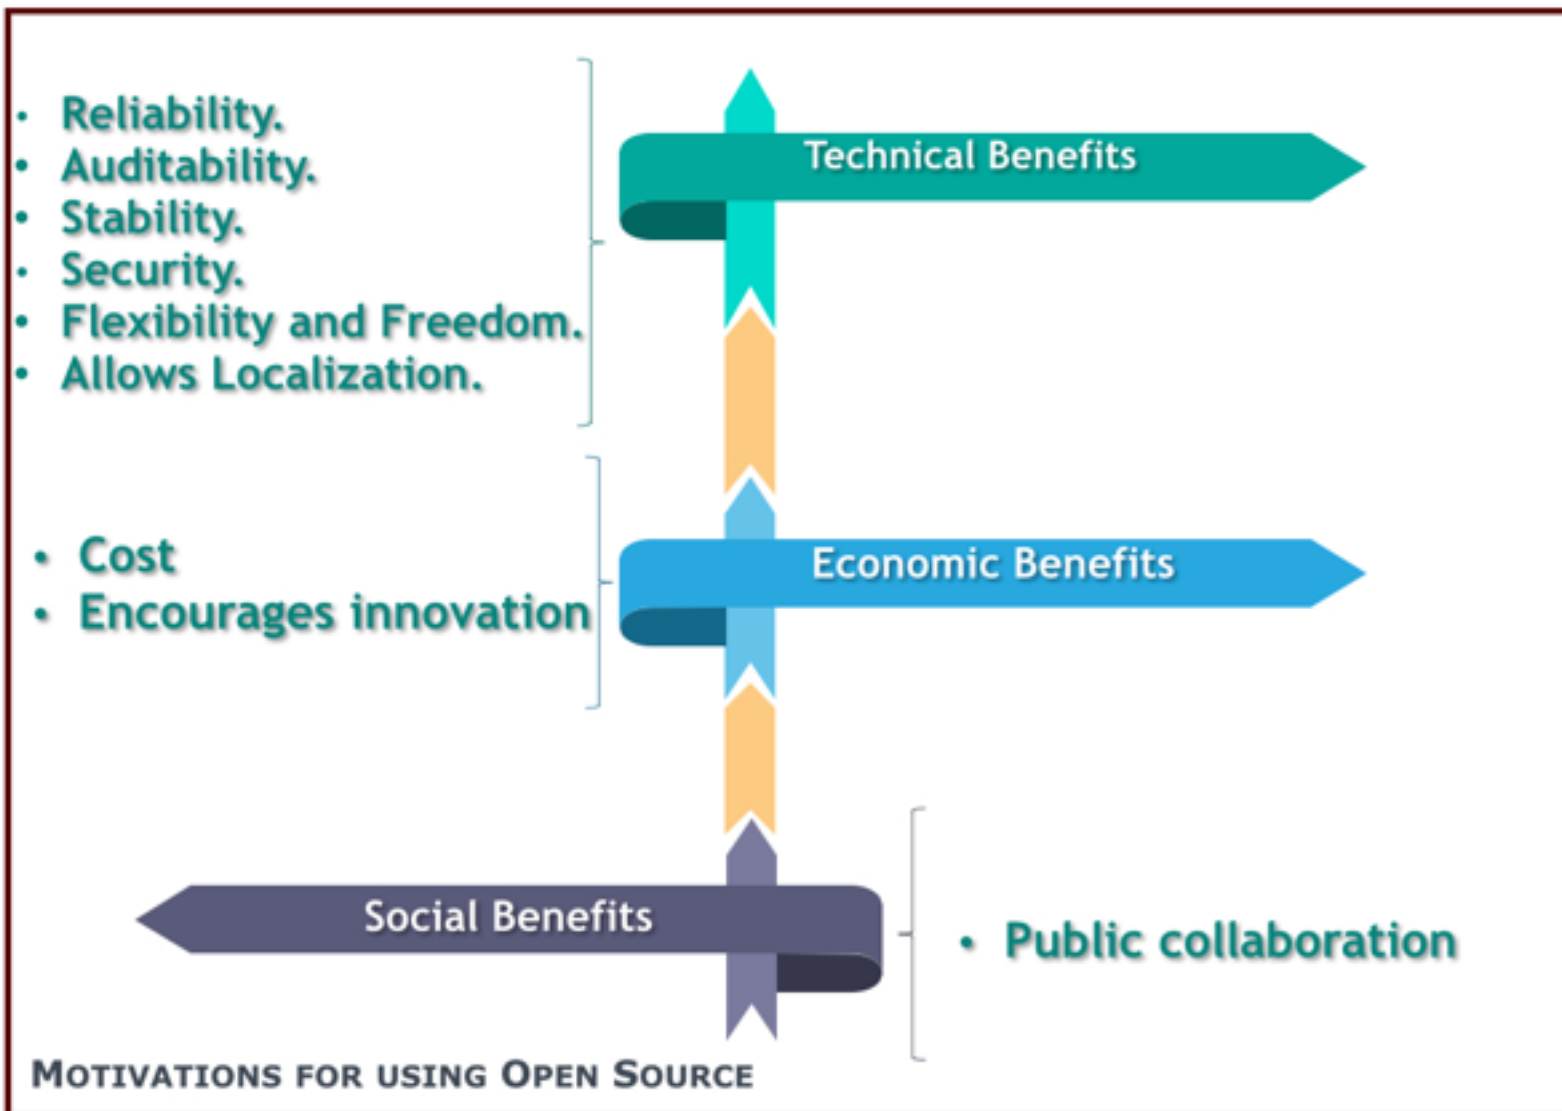 • Reliability.
• Auditability.
• Stability.
• Security.
• Flexibility and Freedom.
• Allows Localization.
Technical Benefits
• Cost
• Encourages innovation
Economic Benefits
Social Benefits
• Public collaboration
MOTIVATIONS FOR USING OPEN SOURCE